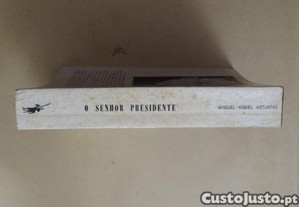 O SENHOR PRESIDENTE
MIGUEL ANGEL ASTURIAS
CustoJusto.pt